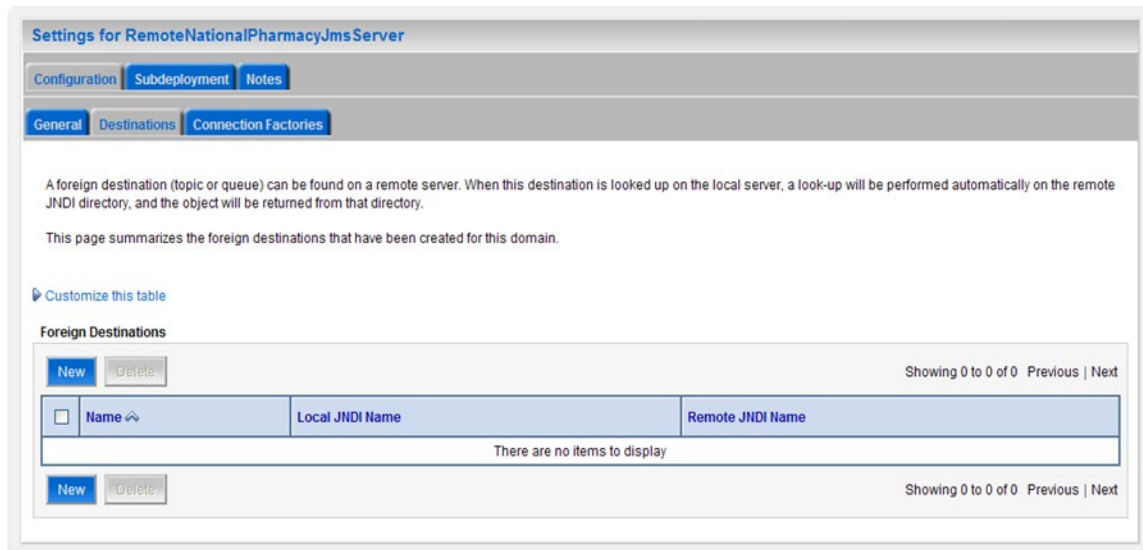 Settings for RemoteNationalPharmacyJmsServer
Configuration Subdeployment Notes
General Destinations Connection Factories
A foreign destination (topic or queue) can be found on a remote server. When this destination is looked up on the local server, a look-up will be performed automatically on the remote
JNDI directory, and the object will be returned from that directory.
This page summarizes the foreign destinations that have been created for this domain.
Customize this table
Foreign Destinations
New Delete Showing 0 to 0 of 0 Previous | Next
Name Local JNDI Name Remote JNDI Name
There are no items to display
New Delete Showing 0 to 0 of 0 Previous | Next